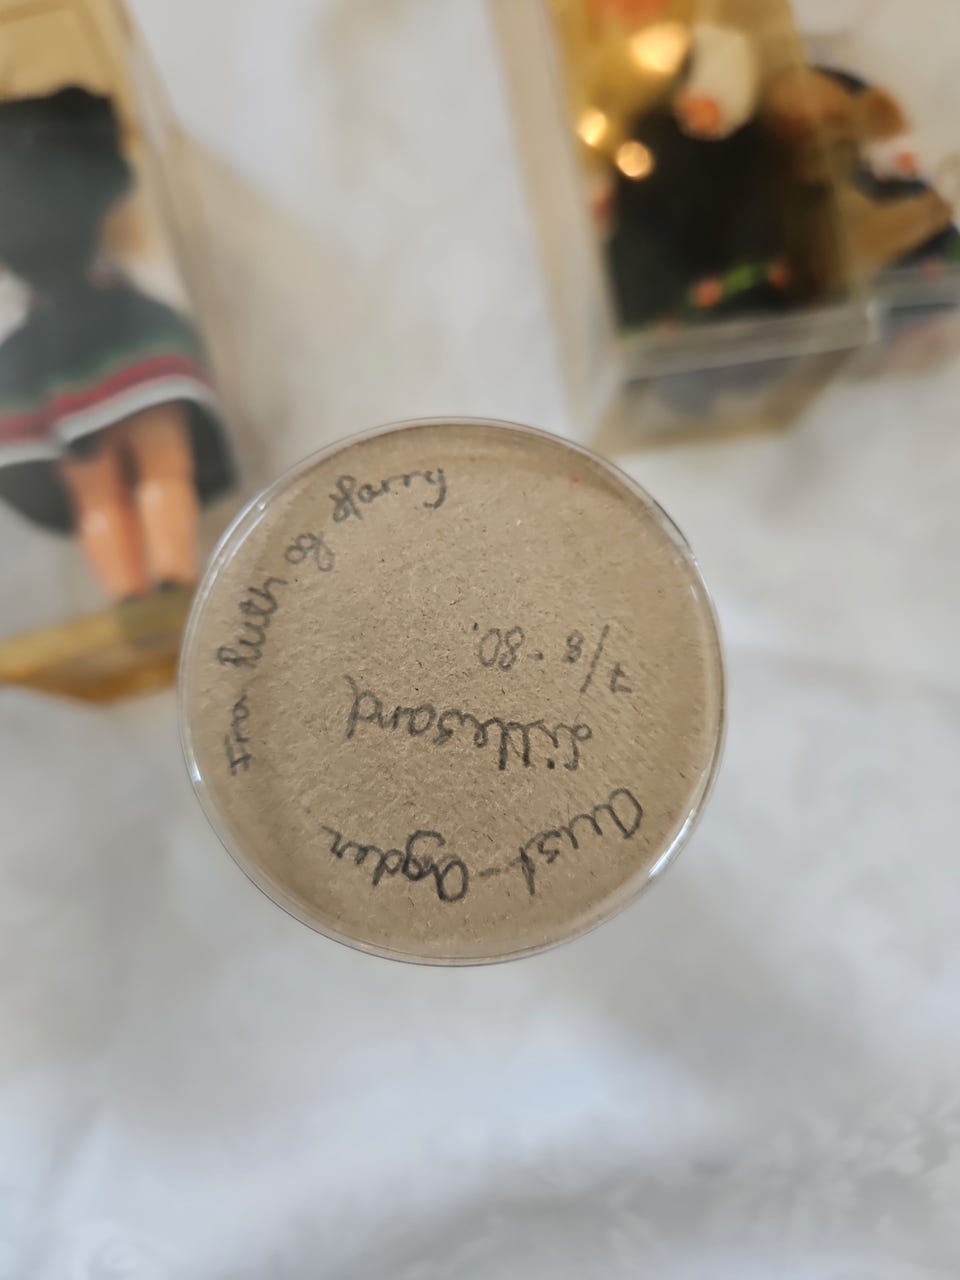 Aust-Agder
Lillesand
7/8 - 80.
Fra Ruth og Harry